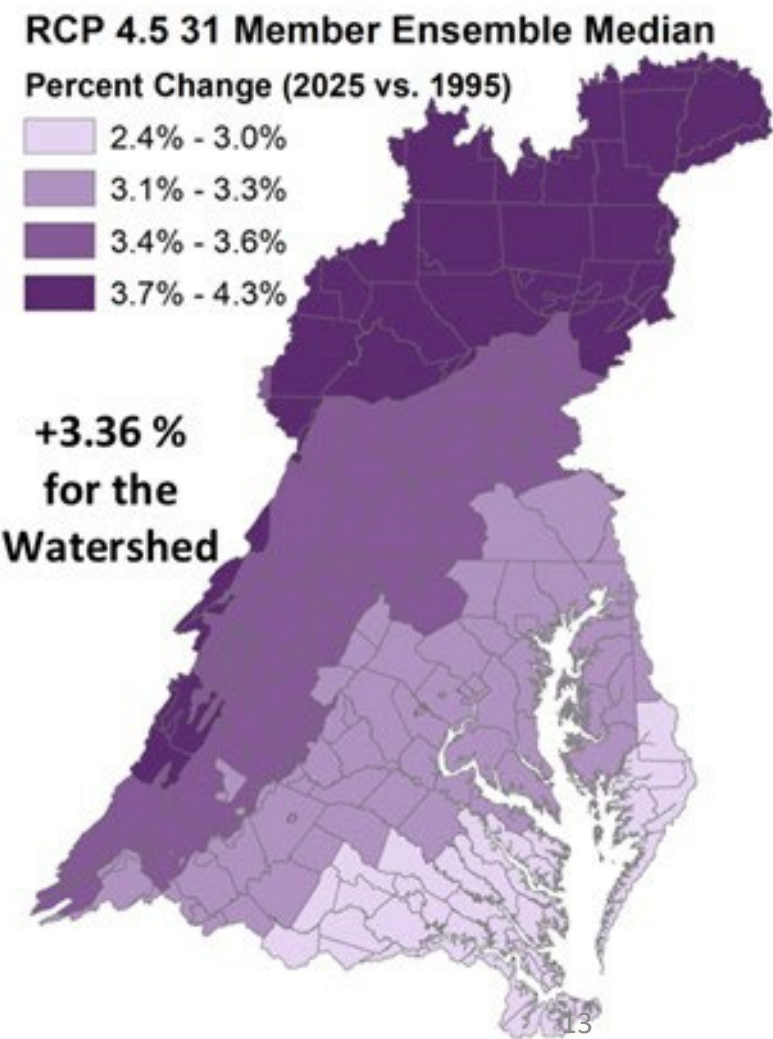 RCP 4.5 31 Member Ensemble Median
Percent Change (2025 vs. 1995)
2.4% - 3.0%
3.1% - 3.3%
3.4% - 3.6%
3.7% - 4.3%
+3.36 %
for the
Watershed
13